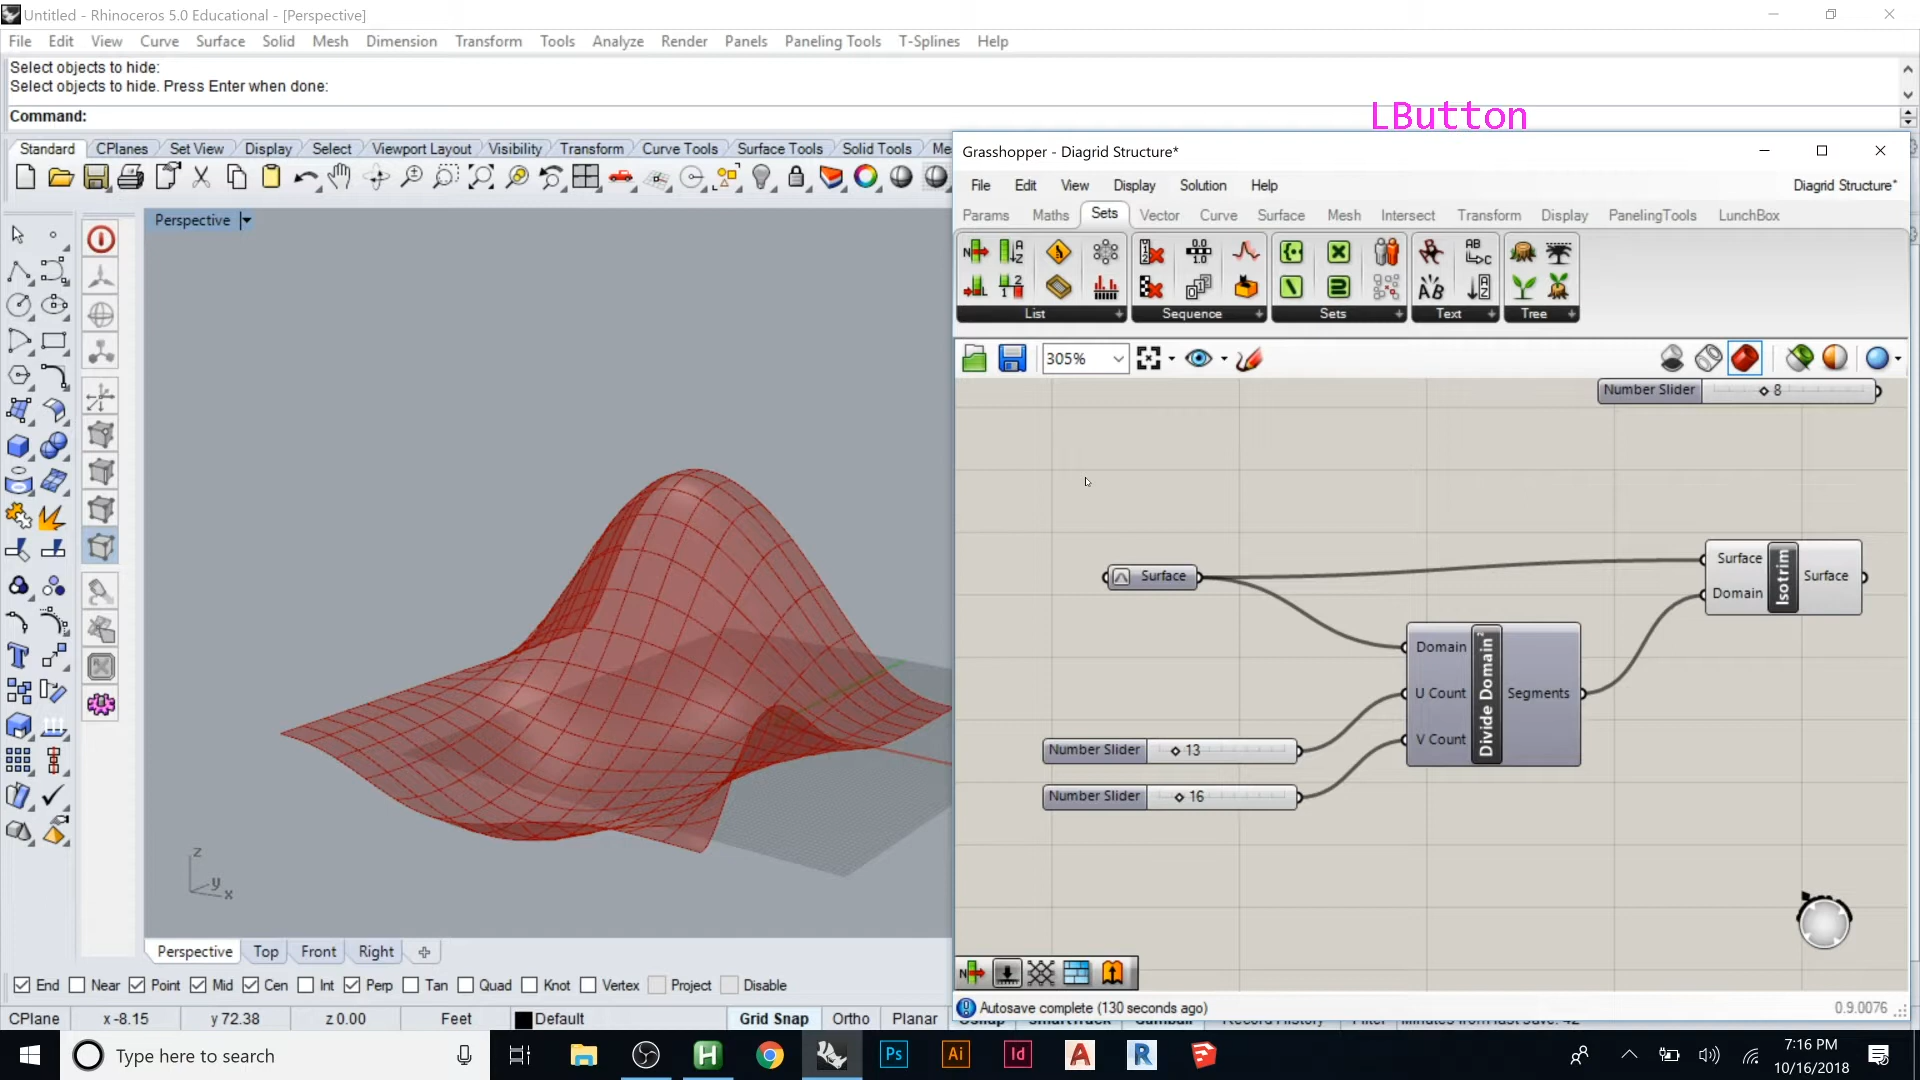 Untitled - Rhinoceros 5.0 Educational - [Perspective]
File Edit View Curve Surface Solid Mesh Dimension Transform Tools Analyze Render Panels Paneling Tools T-Splines Help
Select objects to hide:
Select objects to hide. Press Enter when done:
Command:
LButton
Standard CPlanes Set View Display Select Viewport Layout Visibility Transform Curve Tools Surface Tools Solid Tools Me
Perspective
Grasshopper - Diagrid Structure*
File Edit View Display Solution Help Diagrid Structure*
Params Maths Sets Vector Curve Surface Mesh Intersect Transform Display PanelingTools LunchBox
List Sequence Sets Text Tree
305%
Number Slider 8
Surface
Surface
Domain
Isotrim
Surface
Domain
U Count
V Count
Divide Domain²
Segments
Number Slider 13
Number Slider 16
z
y
x
Perspective Top Front Right
End Near Point Mid Cen Int Perp Tan Quad Knot Vertex Project Disable
Autosave complete (130 seconds ago) 0.9.0076
CPlane x -8.15 y 72.38 z 0.00 Feet Default Grid Snap Ortho Planar
Type here to search
Ps Ai Id A R
7:16 PM
10/16/2018